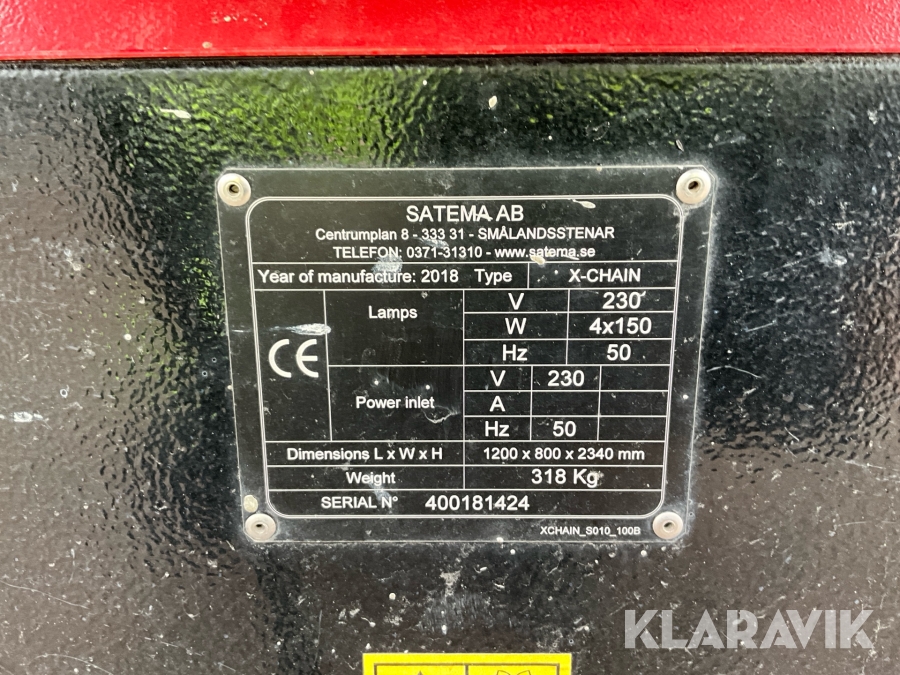 SATEMA AB
Centrumplan 8 - 333 31 - SMÅLANDSSTENAR
TELEFON: 0371-31310 - www.satema.se
Year of manufacture: 2018 Type X-CHAIN
Lamps V 230
W 4x150
Hz 50
CE
Power inlet V 230
A
Hz 50
Dimensions L x W x H 1200 x 800 x 2340 mm
Weight 318 Kg
SERIAL N° 400181424
XCHAIN_S010_100B
KLARAVIK